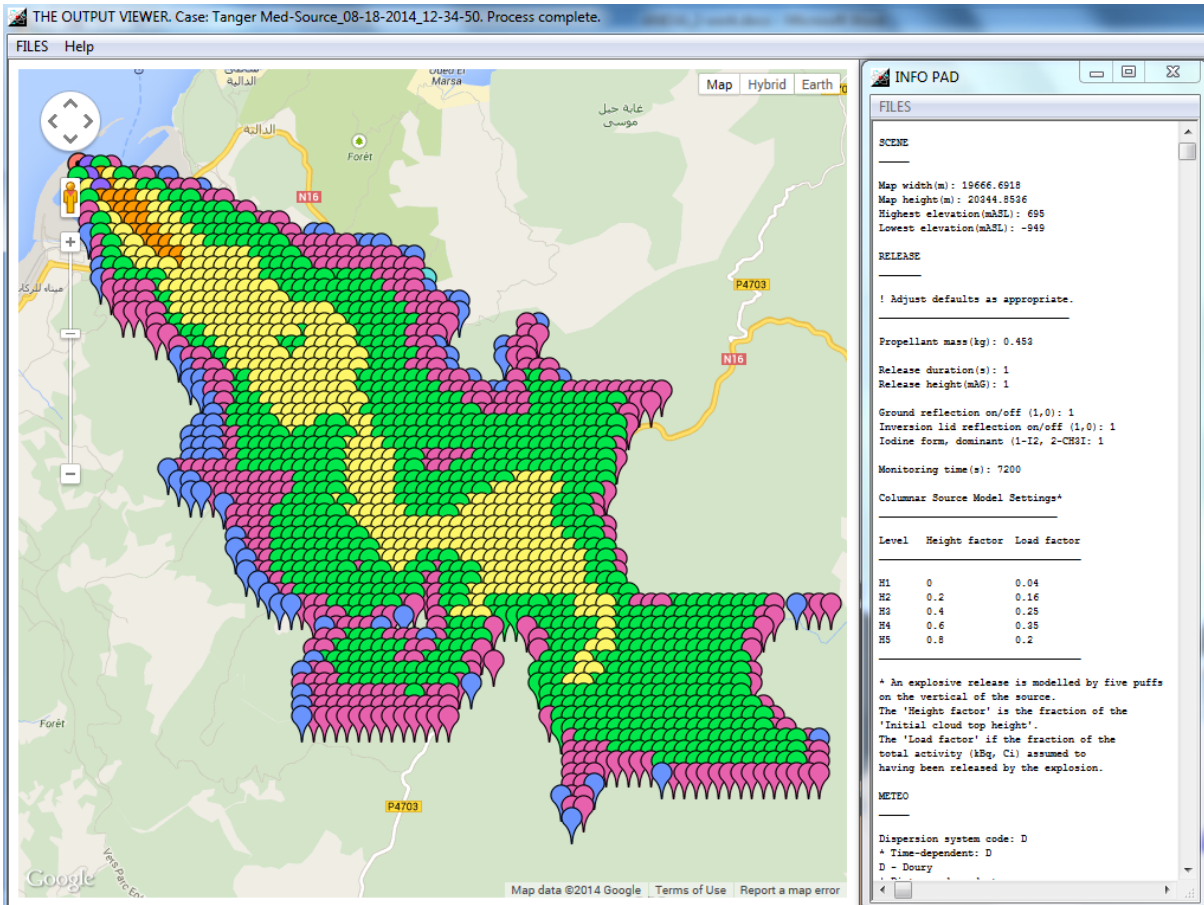 THE OUTPUT VIEWER. Case: Tanger Med-Source_08-18-2014_12-34-50. Process complete.
FILES Help
Map Hybrid Earth
Marsa
الدالية
الدالية
غابة جبل
موسى
Forêt
N16
P4703
N16
Forêt
P4703
Google
Map data ©2014 Google Terms of Use Report a map error
INFO PAD
FILES
SCENE
Map width(m): 19666.6918
Map height(m): 20344.8536
Highest elevation(mASL): 695
Lowest elevation(mASL): -949
RELEASE
! Adjust defaults as appropriate.
Propellant mass(kg): 0.453
Release duration(s): 1
Release height(mAG): 1
Ground reflection on/off (1,0): 1
Inversion lid reflection on/off (1,0): 1
Iodine form, dominant (1-I2, 2-CH3I: 1
Monitoring time(s): 7200
Columnar Source Model Settings*
Level Height factor Load factor
H1 0 0.04
H2 0.2 0.16
H3 0.4 0.25
H4 0.6 0.35
H5 0.8 0.2
* An explosive release is modelled by five puffs
on the vertical of the source.
The 'Height factor' is the fraction of the
'Initial cloud top height'.
The 'Load factor' if the fraction of the
total activity (kBq, Ci) assumed to
having been released by the explosion.
METEO
Dispersion system code: D
* Time-dependent: D
D - Doury